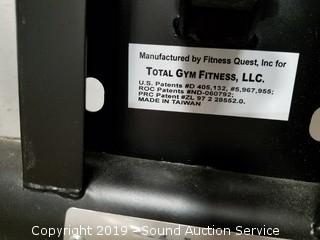 Manufactured by Fitness Quest, Inc for
TOTAL GYM FITNESS, LLC.
U.S. Patents #D 405,132, #5,967,955;
ROC Patents #ND-060792;
PRC Patent #ZL 97 2 28552.0.
MADE IN TAIWAN
Copyright 2019 - Sound Auction Service